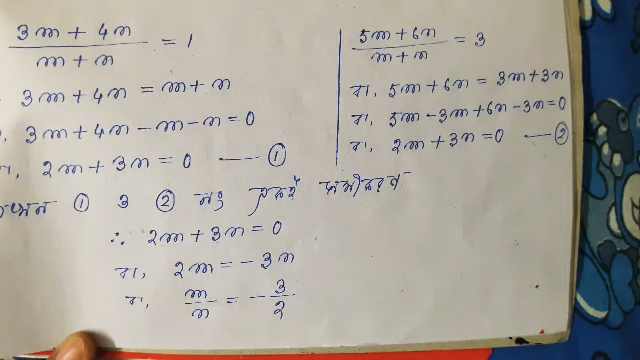 (3m + 4n)/(m + n) = 1
3m + 4n = m + n
3m + 4n - m - n = 0
2m + 3n = 0 —— ①
(5m + 6n)/(m + n) = 3
বা, 5m + 6n = 3m + 3n
বা, 5m - 3m + 6n - 3n = 0
বা, 2m + 3n = 0 — ②
① ও ② নং একই সমীকরণ
∴ 2m + 3n = 0
বা, 2m = - 3n
বা, m/n = - 3/2